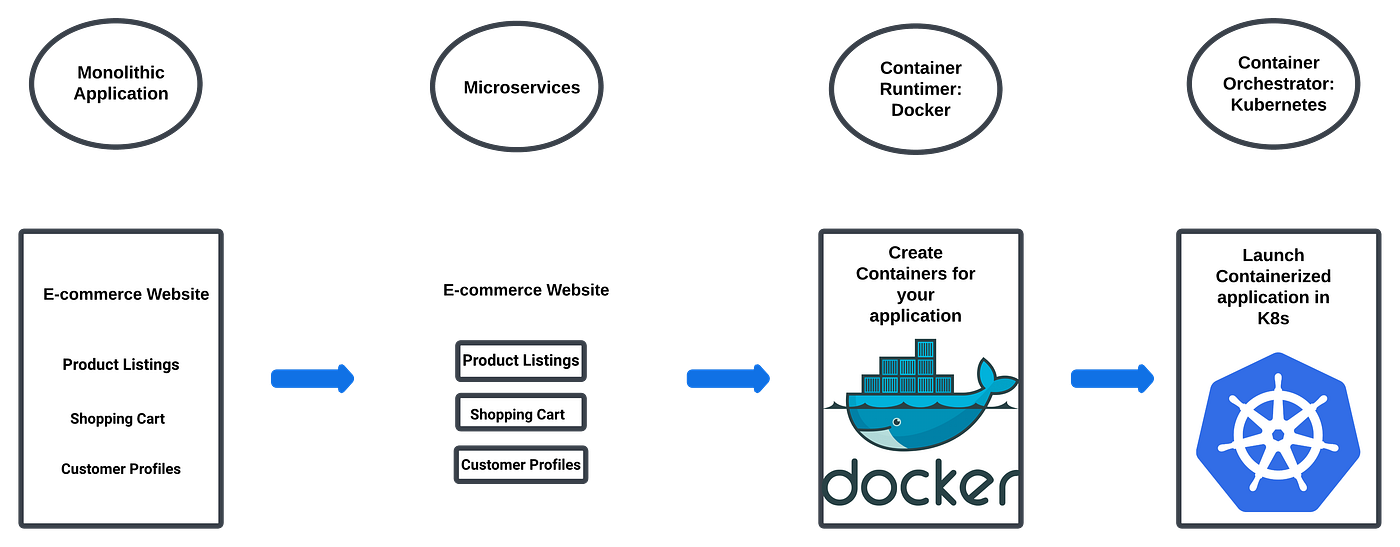 Monolithic
Application
Microservices
Container
Runtimer:
Docker
Container
Orchestrator:
Kubernetes
E-commerce Website
Product Listings
Shopping Cart
Customer Profiles
E-commerce Website
Product Listings
Shopping Cart
Customer Profiles
Create
Containers for
your
application
docker
Launch
Containerized
application in
K8s